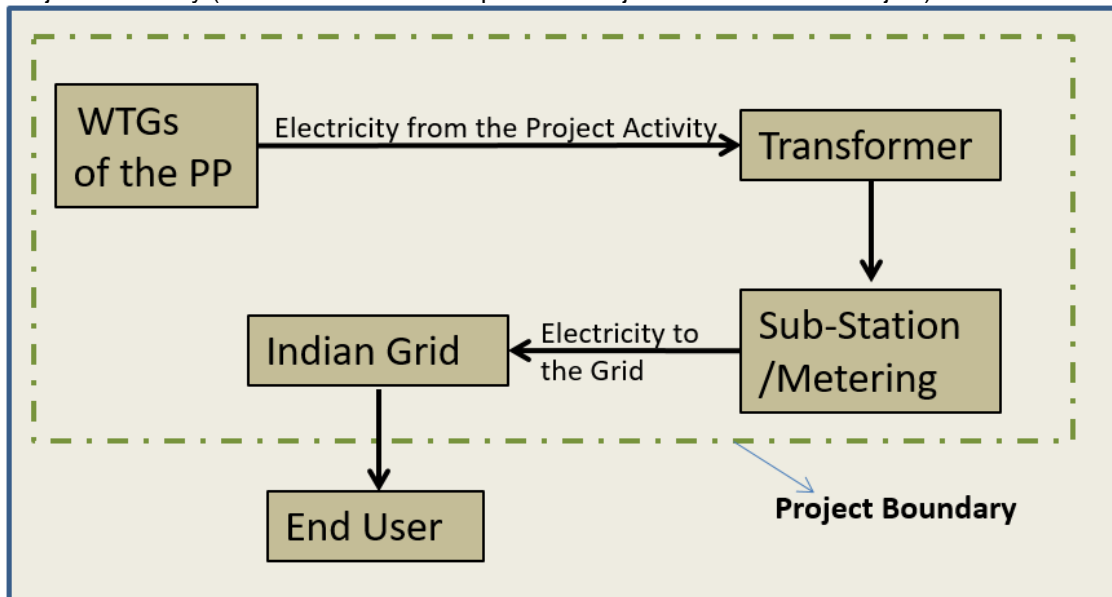 WTGs
of the PP
Electricity from the Project Activity
Transformer
Sub-Station
/Metering
Electricity to
the Grid
Indian Grid
End User
Project Boundary